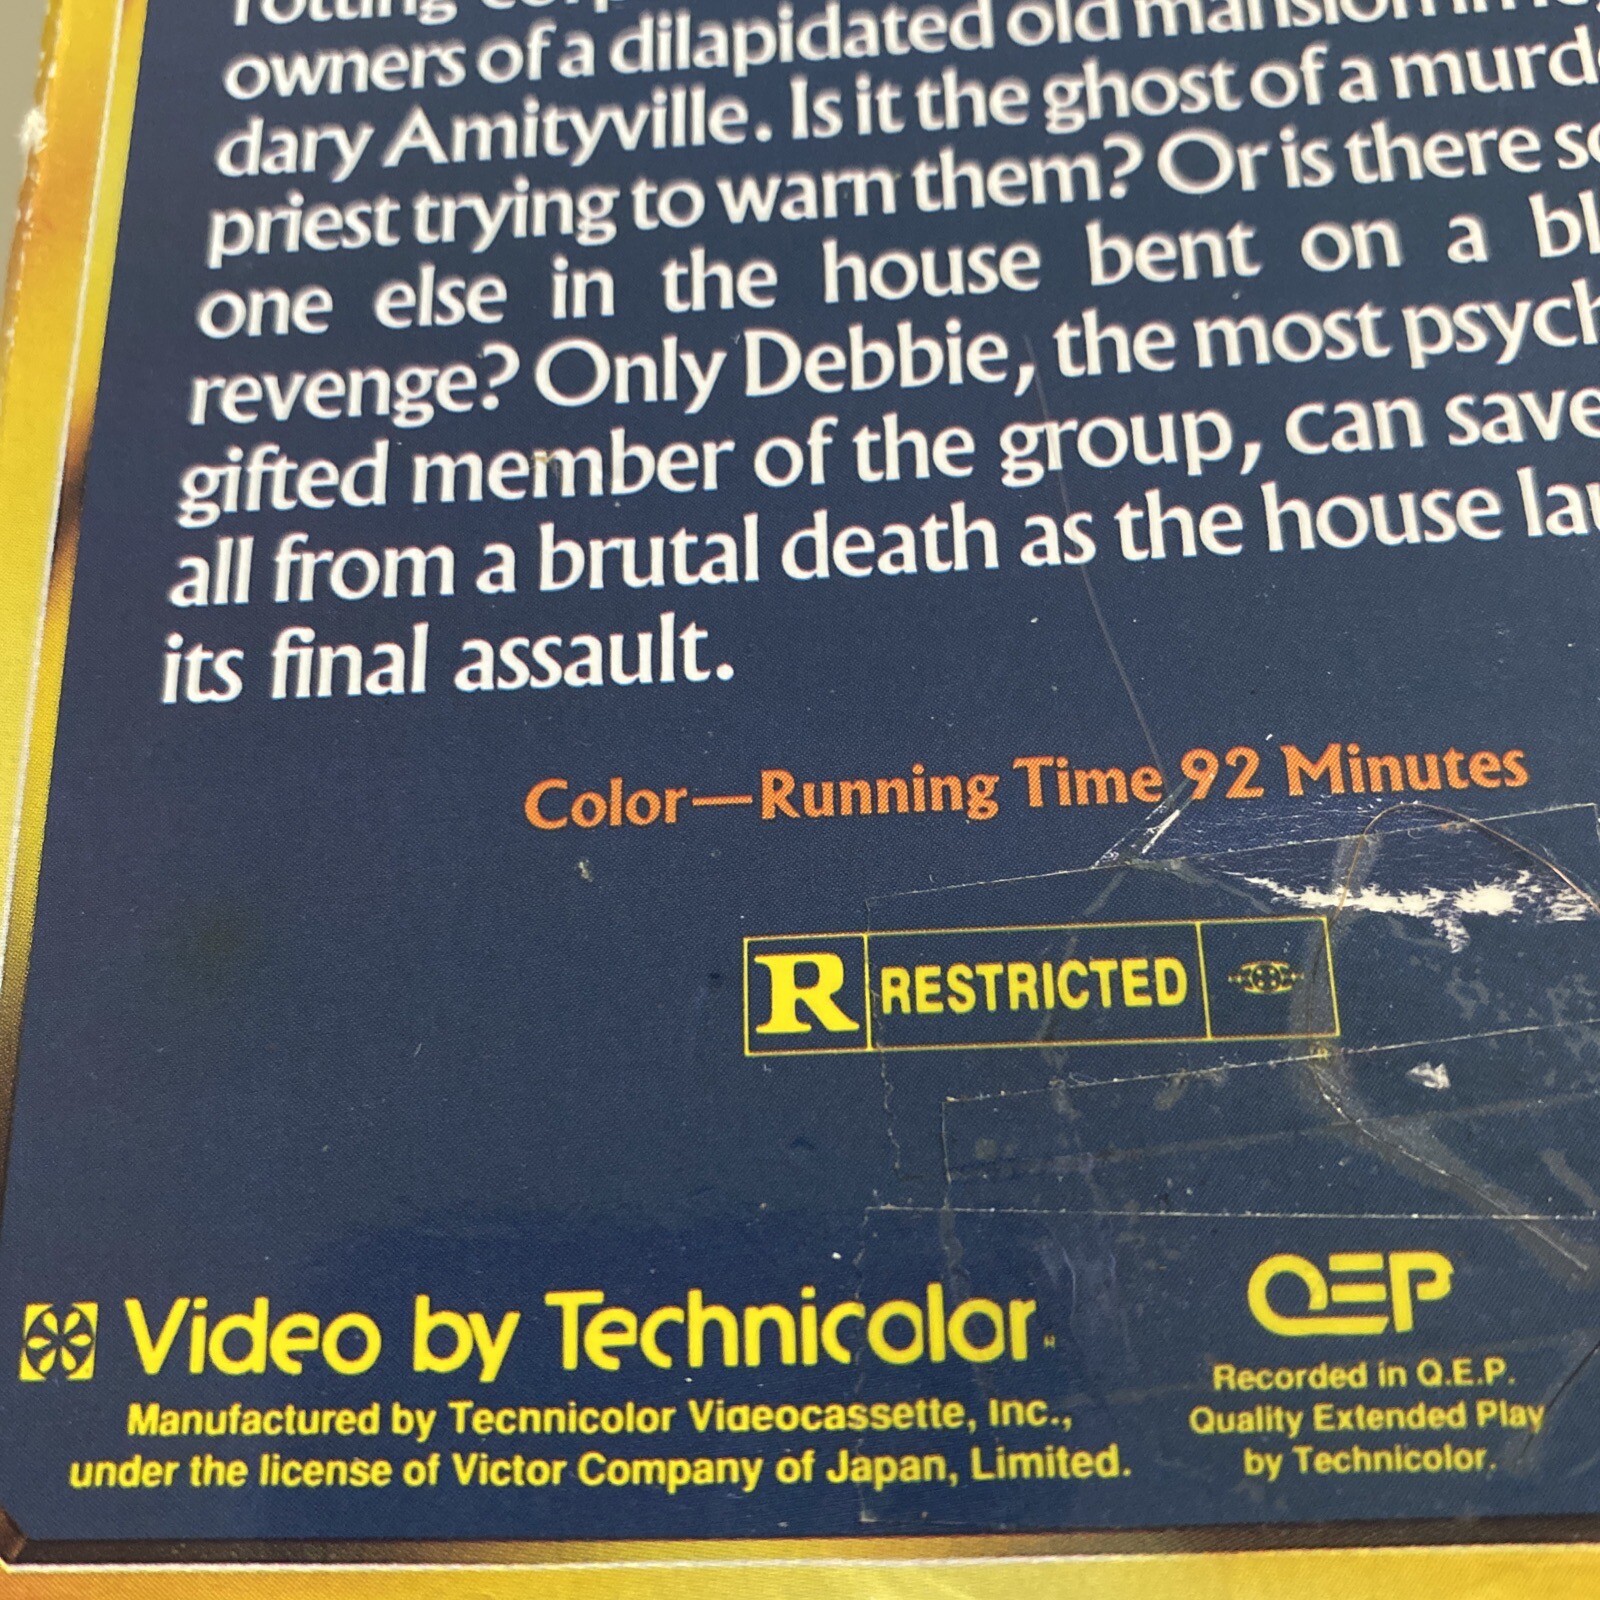 rotting
owners of a dilapidated old mansion in
dary Amityville. Is it the ghost of a murd
priest trying to warn them? Or is there so
one else in the house bent on a bl
revenge? Only Debbie, the most psych
gifted member of the group, can save
all from a brutal death as the house lau
its final assault.
Color—Running Time 92 Minutes
R RESTRICTED
Video by Technicolor
Manufactured by Technicolor Videocassette, Inc.,
under the license of Victor Company of Japan, Limited.
QEP
Recorded in Q.E.P.
Quality Extended Play
by Technicolor.